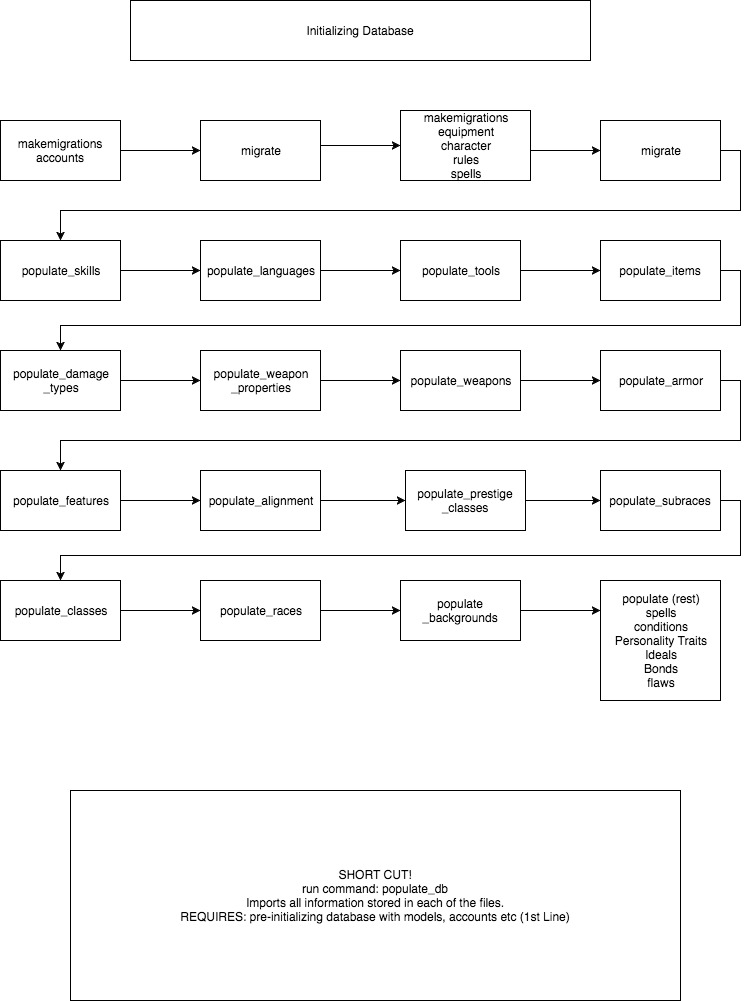 Initializing Database
makemigrations
accounts
migrate
makemigrations
equipment
character
rules
spells
migrate
populate_skills
populate_languages
populate_tools
populate_items
populate_damage
_types
populate_weapon
_properties
populate_weapons
populate_armor
populate_features
populate_alignment
populate_prestige
_classes
populate_subraces
populate_classes
populate_races
populate
_backgrounds
populate (rest)
spells
conditions
Personality Traits
Ideals
Bonds
flaws
SHORT CUT!
run command: populate_db
Imports all information stored in each of the files.
REQUIRES: pre-initializing database with models, accounts etc (1st Line)